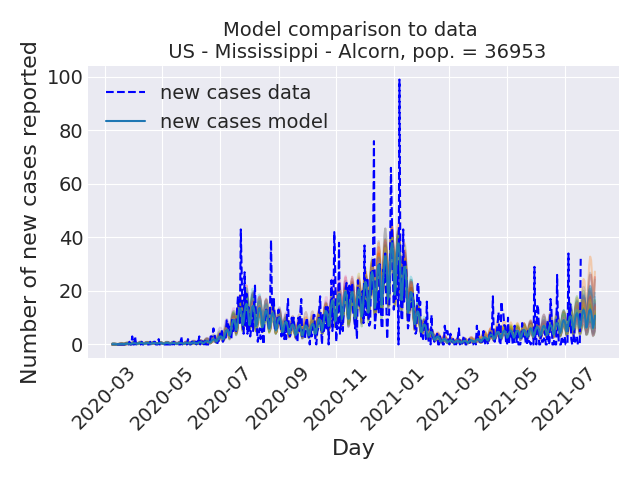 Model comparison to data
US - Mississippi - Alcorn, pop. = 36953
Number of new cases reported
100
80
60
40
20
0
new cases data
new cases model
2020-03
2020-05
2020-07
2020-09
2020-11
2021-01
2021-03
2021-05
2021-07
Day